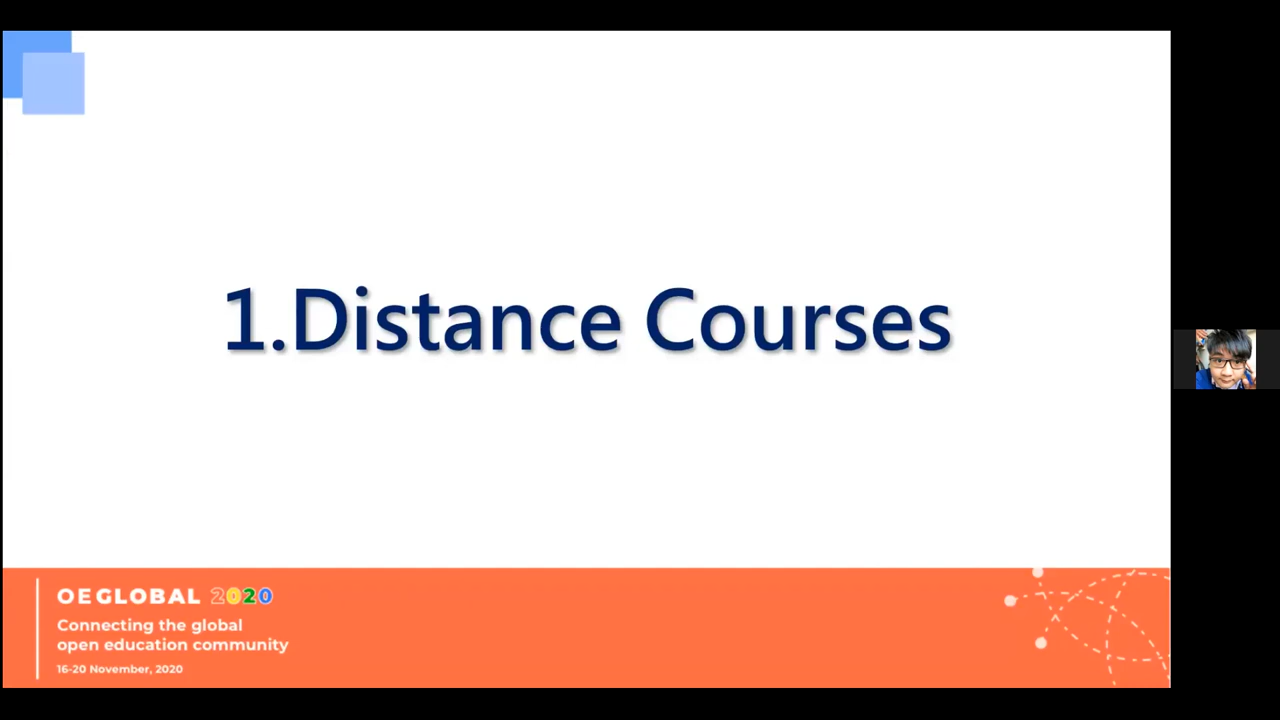 1.Distance Courses
OEGLOBAL 2020
Connecting the global
open education community
16-20 November, 2020